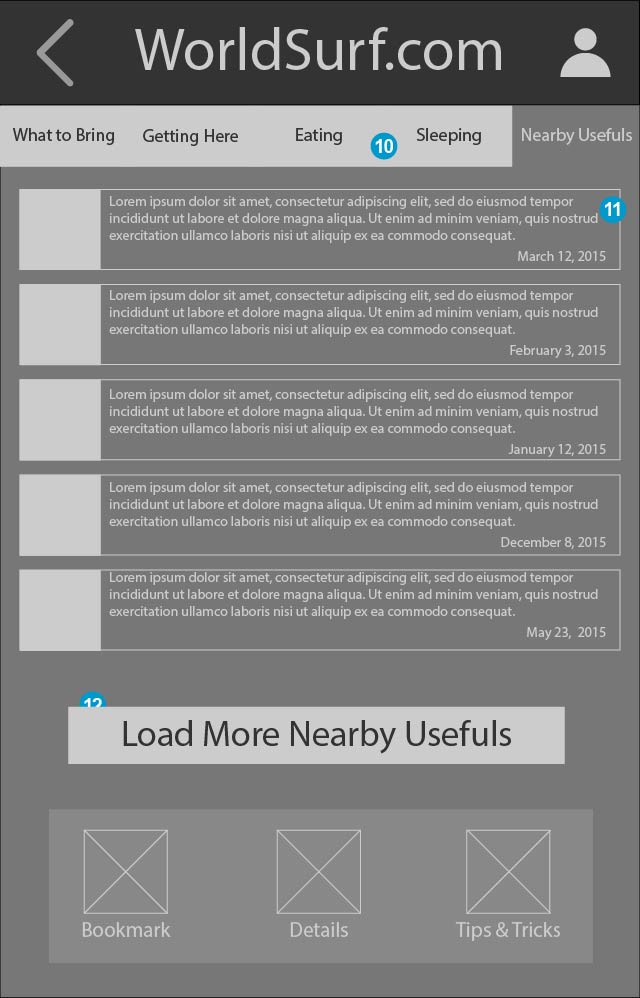 WorldSurf.com
What to Bring Getting Here Eating 10 Sleeping Nearby Usefuls
Lorem ipsum dolor sit amet, consectetur adipiscing elit, sed do eiusmod tempor
11
incididunt ut labore et dolore magna aliqua. Ut enim ad minim veniam, quis nostrud
exercitation ullamco laboris nisi ut aliquip ex ea commodo consequat.
March 12, 2015
Lorem ipsum dolor sit amet, consectetur adipiscing elit, sed do eiusmod tempor
incididunt ut labore et dolore magna aliqua. Ut enim ad minim veniam, quis nostrud
exercitation ullamco laboris nisi ut aliquip ex ea commodo consequat.
February 3, 2015
Lorem ipsum dolor sit amet, consectetur adipiscing elit, sed do eiusmod tempor
incididunt ut labore et dolore magna aliqua. Ut enim ad minim veniam, quis nostrud
exercitation ullamco laboris nisi ut aliquip ex ea commodo consequat.
January 12, 2015
Lorem ipsum dolor sit amet, consectetur adipiscing elit, sed do eiusmod tempor
incididunt ut labore et dolore magna aliqua. Ut enim ad minim veniam, quis nostrud
exercitation ullamco laboris nisi ut aliquip ex ea commodo consequat.
December 8, 2015
Lorem ipsum dolor sit amet, consectetur adipiscing elit, sed do eiusmod tempor
incididunt ut labore et dolore magna aliqua. Ut enim ad minim veniam, quis nostrud
exercitation ullamco laboris nisi ut aliquip ex ea commodo consequat.
May 23, 2015
12
Load More Nearby Usefuls
Bookmark Details Tips & Tricks